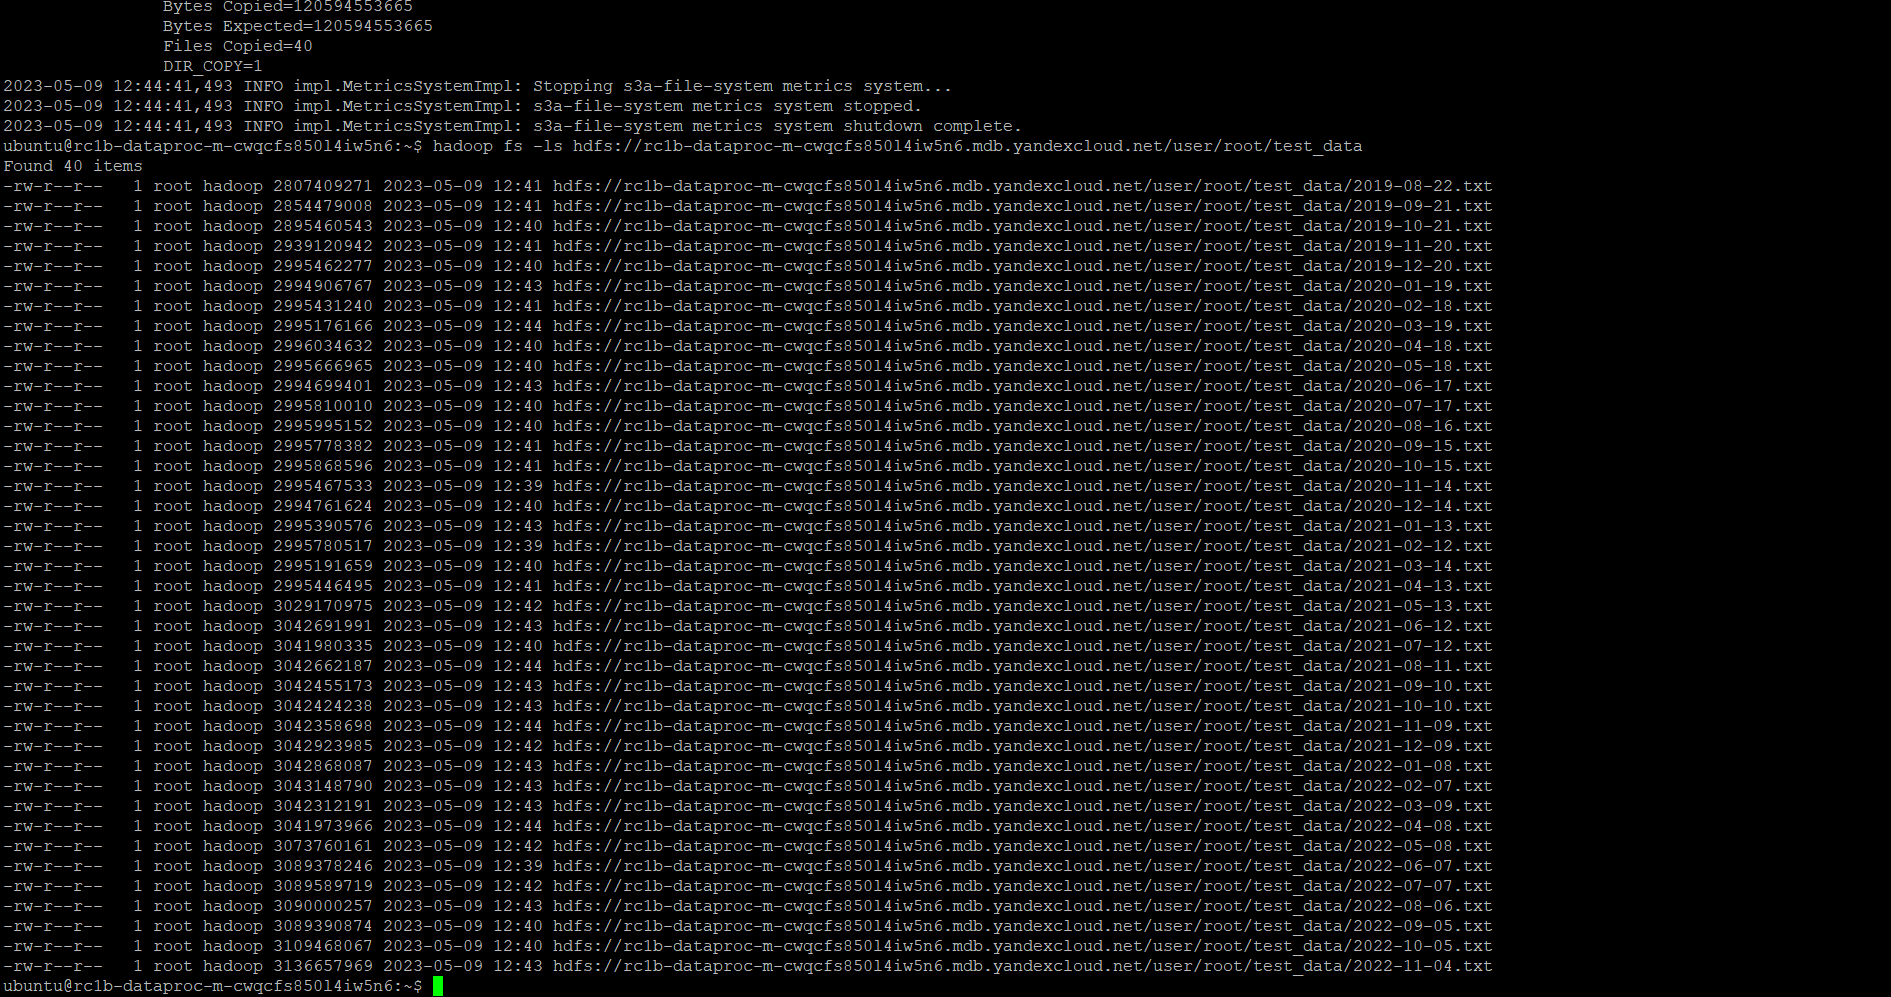 Bytes Copied=120594553665
Bytes Expected=120594553665
Files Copied=40
DIR_COPY=1
2023-05-09 12:44:41,493 INFO impl.MetricsSystemImpl: Stopping s3a-file-system metrics system...
2023-05-09 12:44:41,493 INFO impl.MetricsSystemImpl: s3a-file-system metrics system stopped.
2023-05-09 12:44:41,493 INFO impl.MetricsSystemImpl: s3a-file-system metrics system shutdown complete.
ubuntu@rc1b-dataproc-m-cwqcfs850l4iw5n6:~$ hadoop fs -ls hdfs://rc1b-dataproc-m-cwqcfs850l4iw5n6.mdb.yandexcloud.net/user/root/test_data
Found 40 items
-rw-r--r--   1 root hadoop 2807409271 2023-05-09 12:41 hdfs://rc1b-dataproc-m-cwqcfs850l4iw5n6.mdb.yandexcloud.net/user/root/test_data/2019-08-22.txt
-rw-r--r--   1 root hadoop 2854479008 2023-05-09 12:41 hdfs://rc1b-dataproc-m-cwqcfs850l4iw5n6.mdb.yandexcloud.net/user/root/test_data/2019-09-21.txt
-rw-r--r--   1 root hadoop 2895460543 2023-05-09 12:40 hdfs://rc1b-dataproc-m-cwqcfs850l4iw5n6.mdb.yandexcloud.net/user/root/test_data/2019-10-21.txt
-rw-r--r--   1 root hadoop 2939120942 2023-05-09 12:41 hdfs://rc1b-dataproc-m-cwqcfs850l4iw5n6.mdb.yandexcloud.net/user/root/test_data/2019-11-20.txt
-rw-r--r--   1 root hadoop 2995462277 2023-05-09 12:40 hdfs://rc1b-dataproc-m-cwqcfs850l4iw5n6.mdb.yandexcloud.net/user/root/test_data/2019-12-20.txt
-rw-r--r--   1 root hadoop 2994906767 2023-05-09 12:43 hdfs://rc1b-dataproc-m-cwqcfs850l4iw5n6.mdb.yandexcloud.net/user/root/test_data/2020-01-19.txt
-rw-r--r--   1 root hadoop 2995431240 2023-05-09 12:41 hdfs://rc1b-dataproc-m-cwqcfs850l4iw5n6.mdb.yandexcloud.net/user/root/test_data/2020-02-18.txt
-rw-r--r--   1 root hadoop 2995176166 2023-05-09 12:44 hdfs://rc1b-dataproc-m-cwqcfs850l4iw5n6.mdb.yandexcloud.net/user/root/test_data/2020-03-19.txt
-rw-r--r--   1 root hadoop 2996034632 2023-05-09 12:40 hdfs://rc1b-dataproc-m-cwqcfs850l4iw5n6.mdb.yandexcloud.net/user/root/test_data/2020-04-18.txt
-rw-r--r--   1 root hadoop 2995666965 2023-05-09 12:40 hdfs://rc1b-dataproc-m-cwqcfs850l4iw5n6.mdb.yandexcloud.net/user/root/test_data/2020-05-18.txt
-rw-r--r--   1 root hadoop 2994699401 2023-05-09 12:43 hdfs://rc1b-dataproc-m-cwqcfs850l4iw5n6.mdb.yandexcloud.net/user/root/test_data/2020-06-17.txt
-rw-r--r--   1 root hadoop 2995810010 2023-05-09 12:40 hdfs://rc1b-dataproc-m-cwqcfs850l4iw5n6.mdb.yandexcloud.net/user/root/test_data/2020-07-17.txt
-rw-r--r--   1 root hadoop 2995995152 2023-05-09 12:40 hdfs://rc1b-dataproc-m-cwqcfs850l4iw5n6.mdb.yandexcloud.net/user/root/test_data/2020-08-16.txt
-rw-r--r--   1 root hadoop 2995778382 2023-05-09 12:41 hdfs://rc1b-dataproc-m-cwqcfs850l4iw5n6.mdb.yandexcloud.net/user/root/test_data/2020-09-15.txt
-rw-r--r--   1 root hadoop 2995868596 2023-05-09 12:41 hdfs://rc1b-dataproc-m-cwqcfs850l4iw5n6.mdb.yandexcloud.net/user/root/test_data/2020-10-15.txt
-rw-r--r--   1 root hadoop 2995467533 2023-05-09 12:39 hdfs://rc1b-dataproc-m-cwqcfs850l4iw5n6.mdb.yandexcloud.net/user/root/test_data/2020-11-14.txt
-rw-r--r--   1 root hadoop 2994761624 2023-05-09 12:40 hdfs://rc1b-dataproc-m-cwqcfs850l4iw5n6.mdb.yandexcloud.net/user/root/test_data/2020-12-14.txt
-rw-r--r--   1 root hadoop 2995390576 2023-05-09 12:43 hdfs://rc1b-dataproc-m-cwqcfs850l4iw5n6.mdb.yandexcloud.net/user/root/test_data/2021-01-13.txt
-rw-r--r--   1 root hadoop 2995780517 2023-05-09 12:39 hdfs://rc1b-dataproc-m-cwqcfs850l4iw5n6.mdb.yandexcloud.net/user/root/test_data/2021-02-12.txt
-rw-r--r--   1 root hadoop 2995191659 2023-05-09 12:40 hdfs://rc1b-dataproc-m-cwqcfs850l4iw5n6.mdb.yandexcloud.net/user/root/test_data/2021-03-14.txt
-rw-r--r--   1 root hadoop 2995446495 2023-05-09 12:41 hdfs://rc1b-dataproc-m-cwqcfs850l4iw5n6.mdb.yandexcloud.net/user/root/test_data/2021-04-13.txt
-rw-r--r--   1 root hadoop 3029170975 2023-05-09 12:42 hdfs://rc1b-dataproc-m-cwqcfs850l4iw5n6.mdb.yandexcloud.net/user/root/test_data/2021-05-13.txt
-rw-r--r--   1 root hadoop 3042691991 2023-05-09 12:43 hdfs://rc1b-dataproc-m-cwqcfs850l4iw5n6.mdb.yandexcloud.net/user/root/test_data/2021-06-12.txt
-rw-r--r--   1 root hadoop 3041980335 2023-05-09 12:40 hdfs://rc1b-dataproc-m-cwqcfs850l4iw5n6.mdb.yandexcloud.net/user/root/test_data/2021-07-12.txt
-rw-r--r--   1 root hadoop 3042662187 2023-05-09 12:44 hdfs://rc1b-dataproc-m-cwqcfs850l4iw5n6.mdb.yandexcloud.net/user/root/test_data/2021-08-11.txt
-rw-r--r--   1 root hadoop 3042455173 2023-05-09 12:43 hdfs://rc1b-dataproc-m-cwqcfs850l4iw5n6.mdb.yandexcloud.net/user/root/test_data/2021-09-10.txt
-rw-r--r--   1 root hadoop 3042424238 2023-05-09 12:43 hdfs://rc1b-dataproc-m-cwqcfs850l4iw5n6.mdb.yandexcloud.net/user/root/test_data/2021-10-10.txt
-rw-r--r--   1 root hadoop 3042358698 2023-05-09 12:44 hdfs://rc1b-dataproc-m-cwqcfs850l4iw5n6.mdb.yandexcloud.net/user/root/test_data/2021-11-09.txt
-rw-r--r--   1 root hadoop 3042923985 2023-05-09 12:42 hdfs://rc1b-dataproc-m-cwqcfs850l4iw5n6.mdb.yandexcloud.net/user/root/test_data/2021-12-09.txt
-rw-r--r--   1 root hadoop 3042868087 2023-05-09 12:43 hdfs://rc1b-dataproc-m-cwqcfs850l4iw5n6.mdb.yandexcloud.net/user/root/test_data/2022-01-08.txt
-rw-r--r--   1 root hadoop 3043148790 2023-05-09 12:43 hdfs://rc1b-dataproc-m-cwqcfs850l4iw5n6.mdb.yandexcloud.net/user/root/test_data/2022-02-07.txt
-rw-r--r--   1 root hadoop 3042312191 2023-05-09 12:43 hdfs://rc1b-dataproc-m-cwqcfs850l4iw5n6.mdb.yandexcloud.net/user/root/test_data/2022-03-09.txt
-rw-r--r--   1 root hadoop 3041973966 2023-05-09 12:44 hdfs://rc1b-dataproc-m-cwqcfs850l4iw5n6.mdb.yandexcloud.net/user/root/test_data/2022-04-08.txt
-rw-r--r--   1 root hadoop 3073760161 2023-05-09 12:42 hdfs://rc1b-dataproc-m-cwqcfs850l4iw5n6.mdb.yandexcloud.net/user/root/test_data/2022-05-08.txt
-rw-r--r--   1 root hadoop 3089378246 2023-05-09 12:39 hdfs://rc1b-dataproc-m-cwqcfs850l4iw5n6.mdb.yandexcloud.net/user/root/test_data/2022-06-07.txt
-rw-r--r--   1 root hadoop 3089589719 2023-05-09 12:42 hdfs://rc1b-dataproc-m-cwqcfs850l4iw5n6.mdb.yandexcloud.net/user/root/test_data/2022-07-07.txt
-rw-r--r--   1 root hadoop 3090000257 2023-05-09 12:43 hdfs://rc1b-dataproc-m-cwqcfs850l4iw5n6.mdb.yandexcloud.net/user/root/test_data/2022-08-06.txt
-rw-r--r--   1 root hadoop 3089390874 2023-05-09 12:40 hdfs://rc1b-dataproc-m-cwqcfs850l4iw5n6.mdb.yandexcloud.net/user/root/test_data/2022-09-05.txt
-rw-r--r--   1 root hadoop 3109468067 2023-05-09 12:40 hdfs://rc1b-dataproc-m-cwqcfs850l4iw5n6.mdb.yandexcloud.net/user/root/test_data/2022-10-05.txt
-rw-r--r--   1 root hadoop 3136657969 2023-05-09 12:43 hdfs://rc1b-dataproc-m-cwqcfs850l4iw5n6.mdb.yandexcloud.net/user/root/test_data/2022-11-04.txt
ubuntu@rc1b-dataproc-m-cwqcfs850l4iw5n6:~$